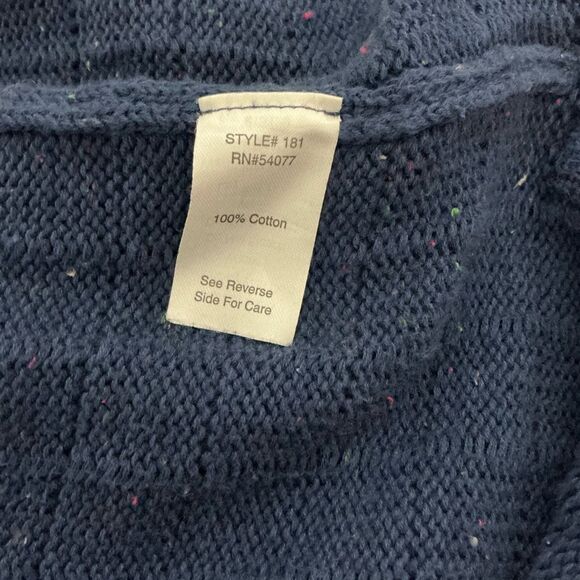 STYLE# 181
RN#54077
100% Cotton
See Reverse
Side For Care